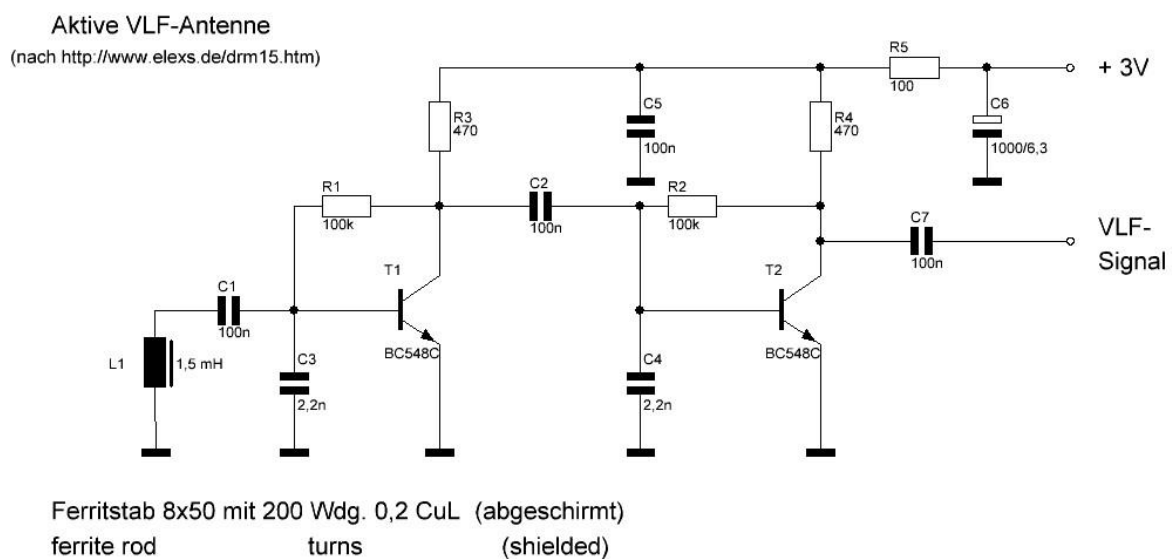 Aktive VLF-Antenne
(nach http://www.elexs.de/drm15.htm)
R5
100
+ 3V
C6
1000/6,3
R3
470
C5
100n
R4
470
R1
100k
C2
100n
R2
100k
C7
100n
VLF-
Signal
T1
BC548C
T2
BC548C
C1
100n
L1
1,5 mH
C3
2,2n
C4
2,2n
Ferritstab 8x50 mit 200 Wdg. 0,2 CuL (abgeschirmt)
ferrite rod turns (shielded)